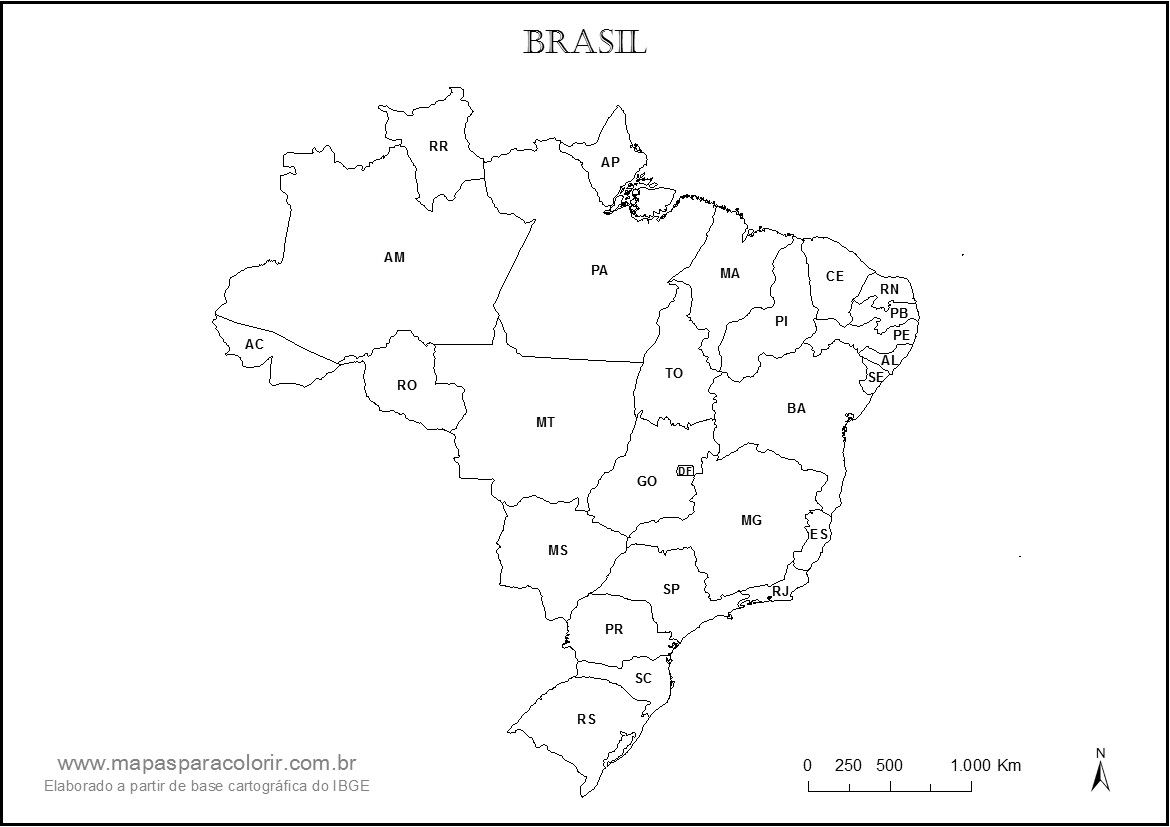 BRASIL
RR
AP
AM
PA
MA
CE
RN
PB
PE
PI
AL
SE
AC
RO
TO
BA
MT
GO
DF
MG
ES
MS
SP
RJ
PR
SC
RS
www.mapasparacolorir.com.br
Elaborado a partir de base cartográfica do IBGE
0 250 500 1.000 Km
N